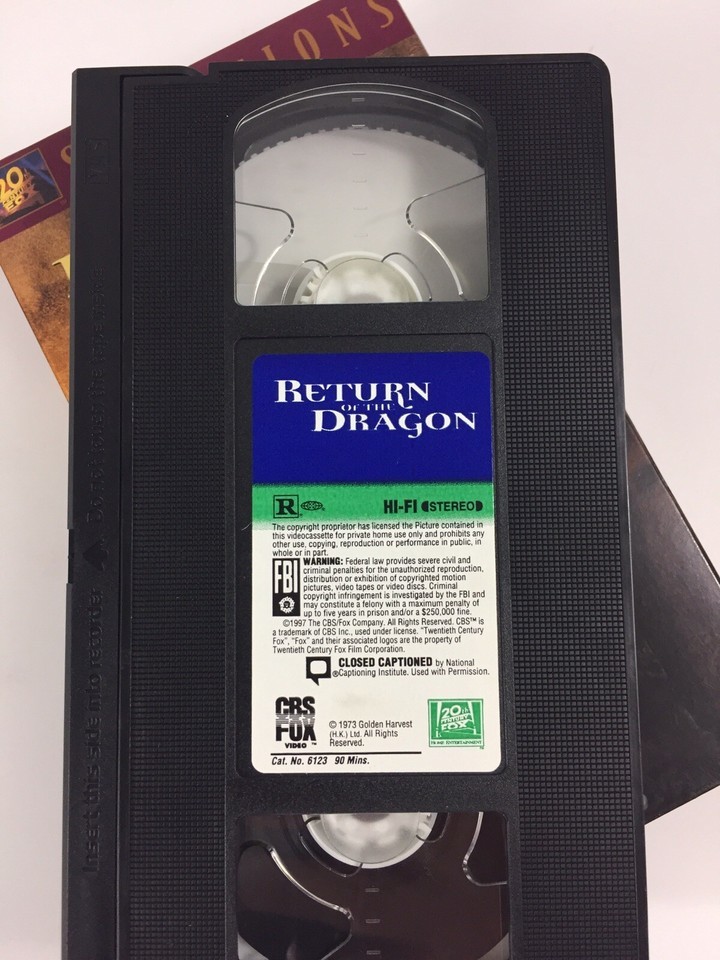 IONS
20th
CENTURY
FOX
RETURN
OF THE
DRAGON
R HI-FI STEREO
The copyright proprietor has licensed the Picture contained in
this videocassette for private home use only and prohibits any
other use, copying, reproduction or performance in public, in
whole or in part.
FBI
WARNING: Federal law provides severe civil and
criminal penalties for the unauthorized reproduction,
distribution or exhibition of copyrighted motion
pictures, video tapes or video discs. Criminal
copyright infringement is investigated by the FBI and
may constitute a felony with a maximum penalty of
up to five years in prison and/or a $250,000 fine.
©1997 The CBS/Fox Company. All Rights Reserved. CBS™ is
a trademark of CBS Inc., used under license. "Twentieth Century
Fox", "Fox" and their associated logos are the property of
Twentieth Century Fox Film Corporation.
CLOSED CAPTIONED by National
®Captioning Institute. Used with Permission.
CBS
FOX
VIDEO ™
© 1973 Golden Harvest
(H.K.) Ltd. All Rights
Reserved.
20th
CENTURY
FOX
HOME ENTERTAINMENT
Cat. No. 6123 90 Mins.
Insert this side into recorder